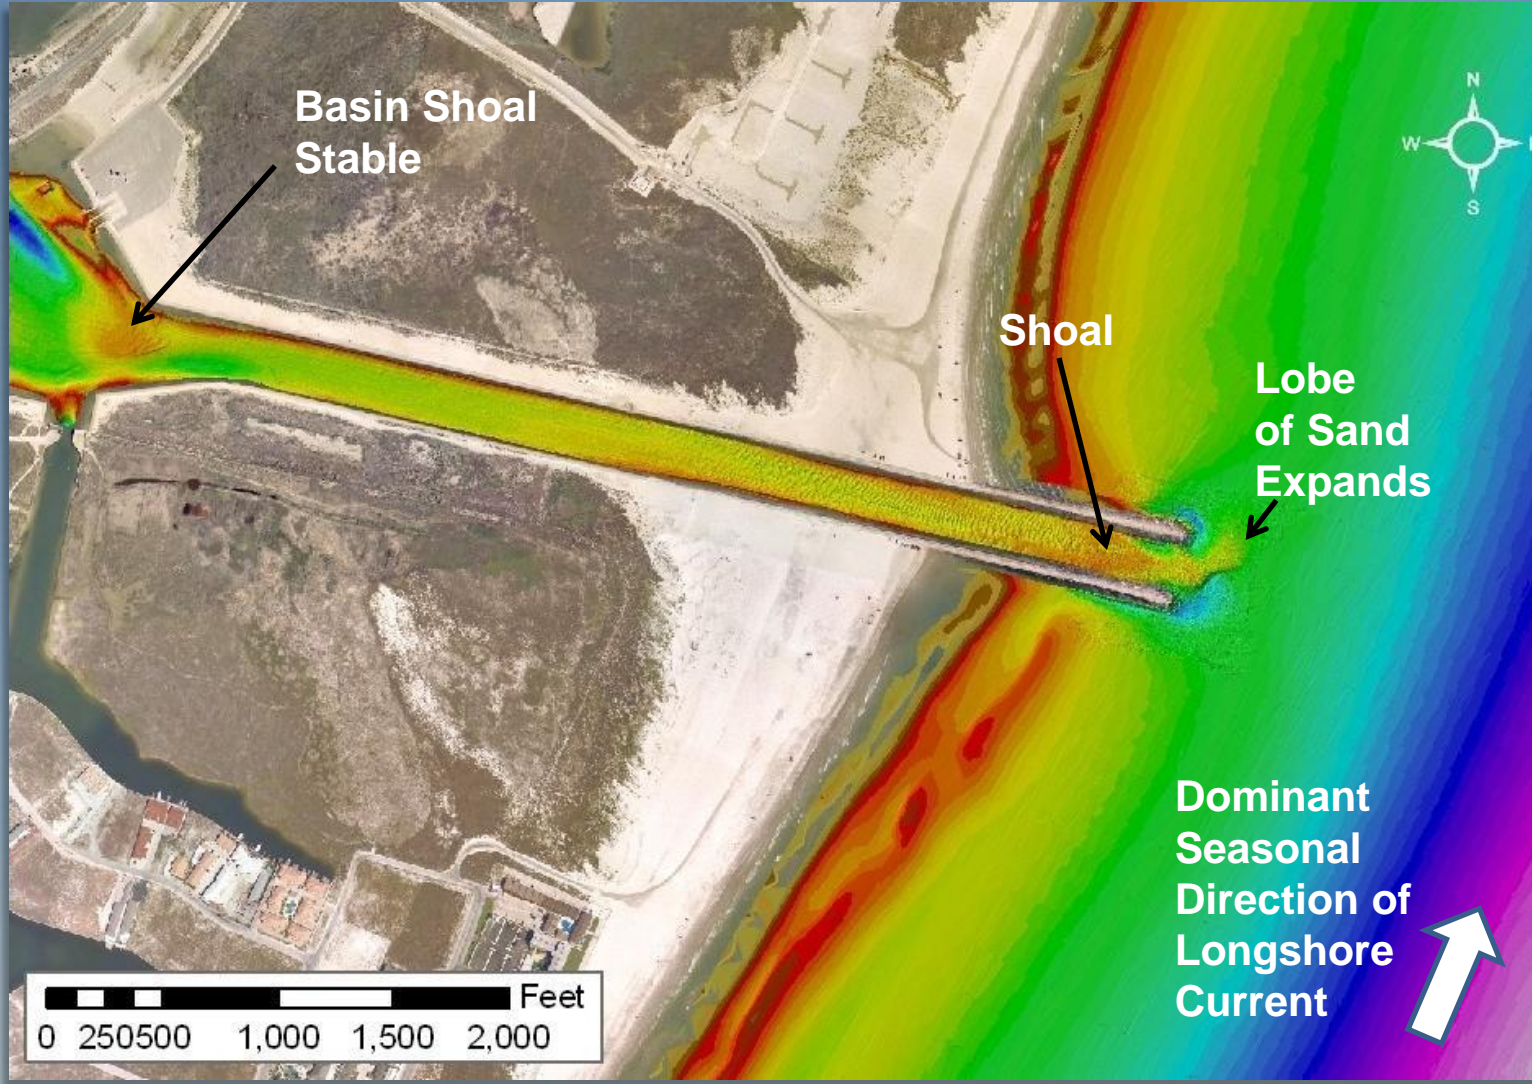 Basin Shoal
Stable
N
W
S
Shoal
Lobe
of Sand
Expands
Dominant
Seasonal
Direction of
Longshore
Current
Feet
0 250500 1,000 1,500 2,000